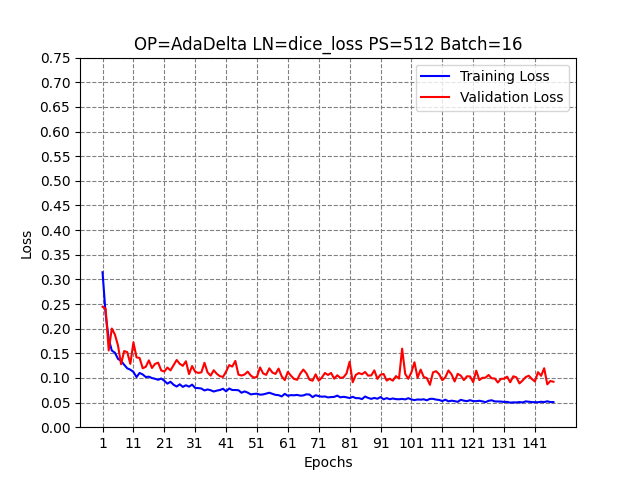 OP=AdaDelta LN=dice_loss PS=512 Batch=16
Training Loss
Validation Loss
0.75
0.70
0.65
0.60
0.55
0.50
0.45
0.40
0.35
0.30
0.25
0.20
0.15
0.10
0.05
0.00
Loss
1 11 21 31 41 51 61 71 81 91 101 111 121 131 141
Epochs